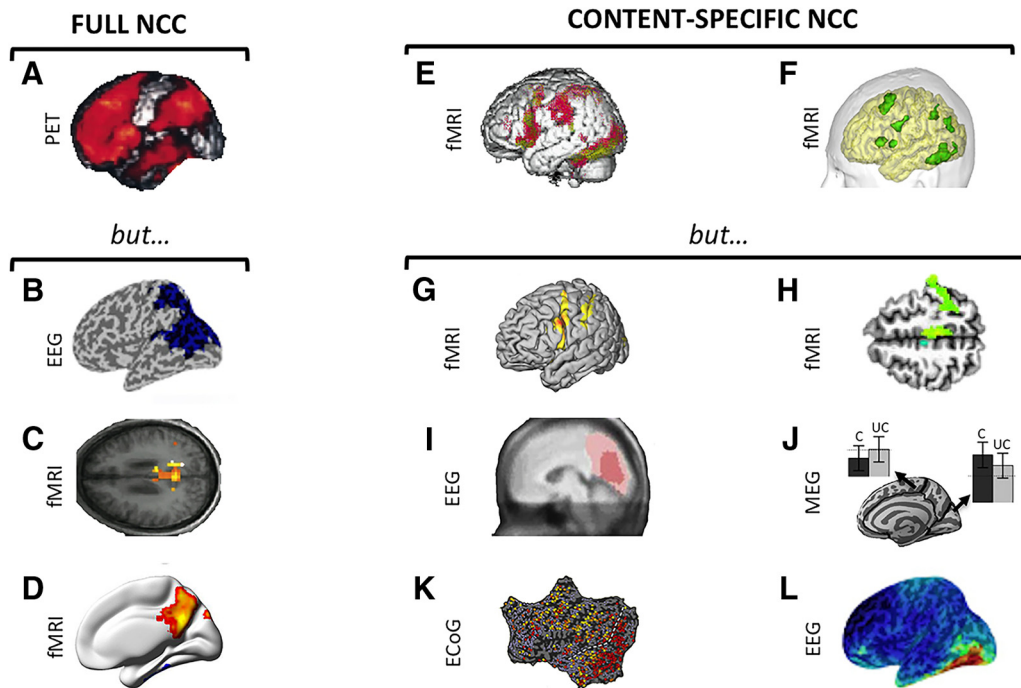 FULL NCC
CONTENT-SPECIFIC NCC
A
PET
E
fMRI
F
but...
but...
B
EEG
G
fMRI
H
fMRI
C
fMRI
I
EEG
J
MEG
C
UC
C
UC
D
fMRI
K
ECoG
L
EEG